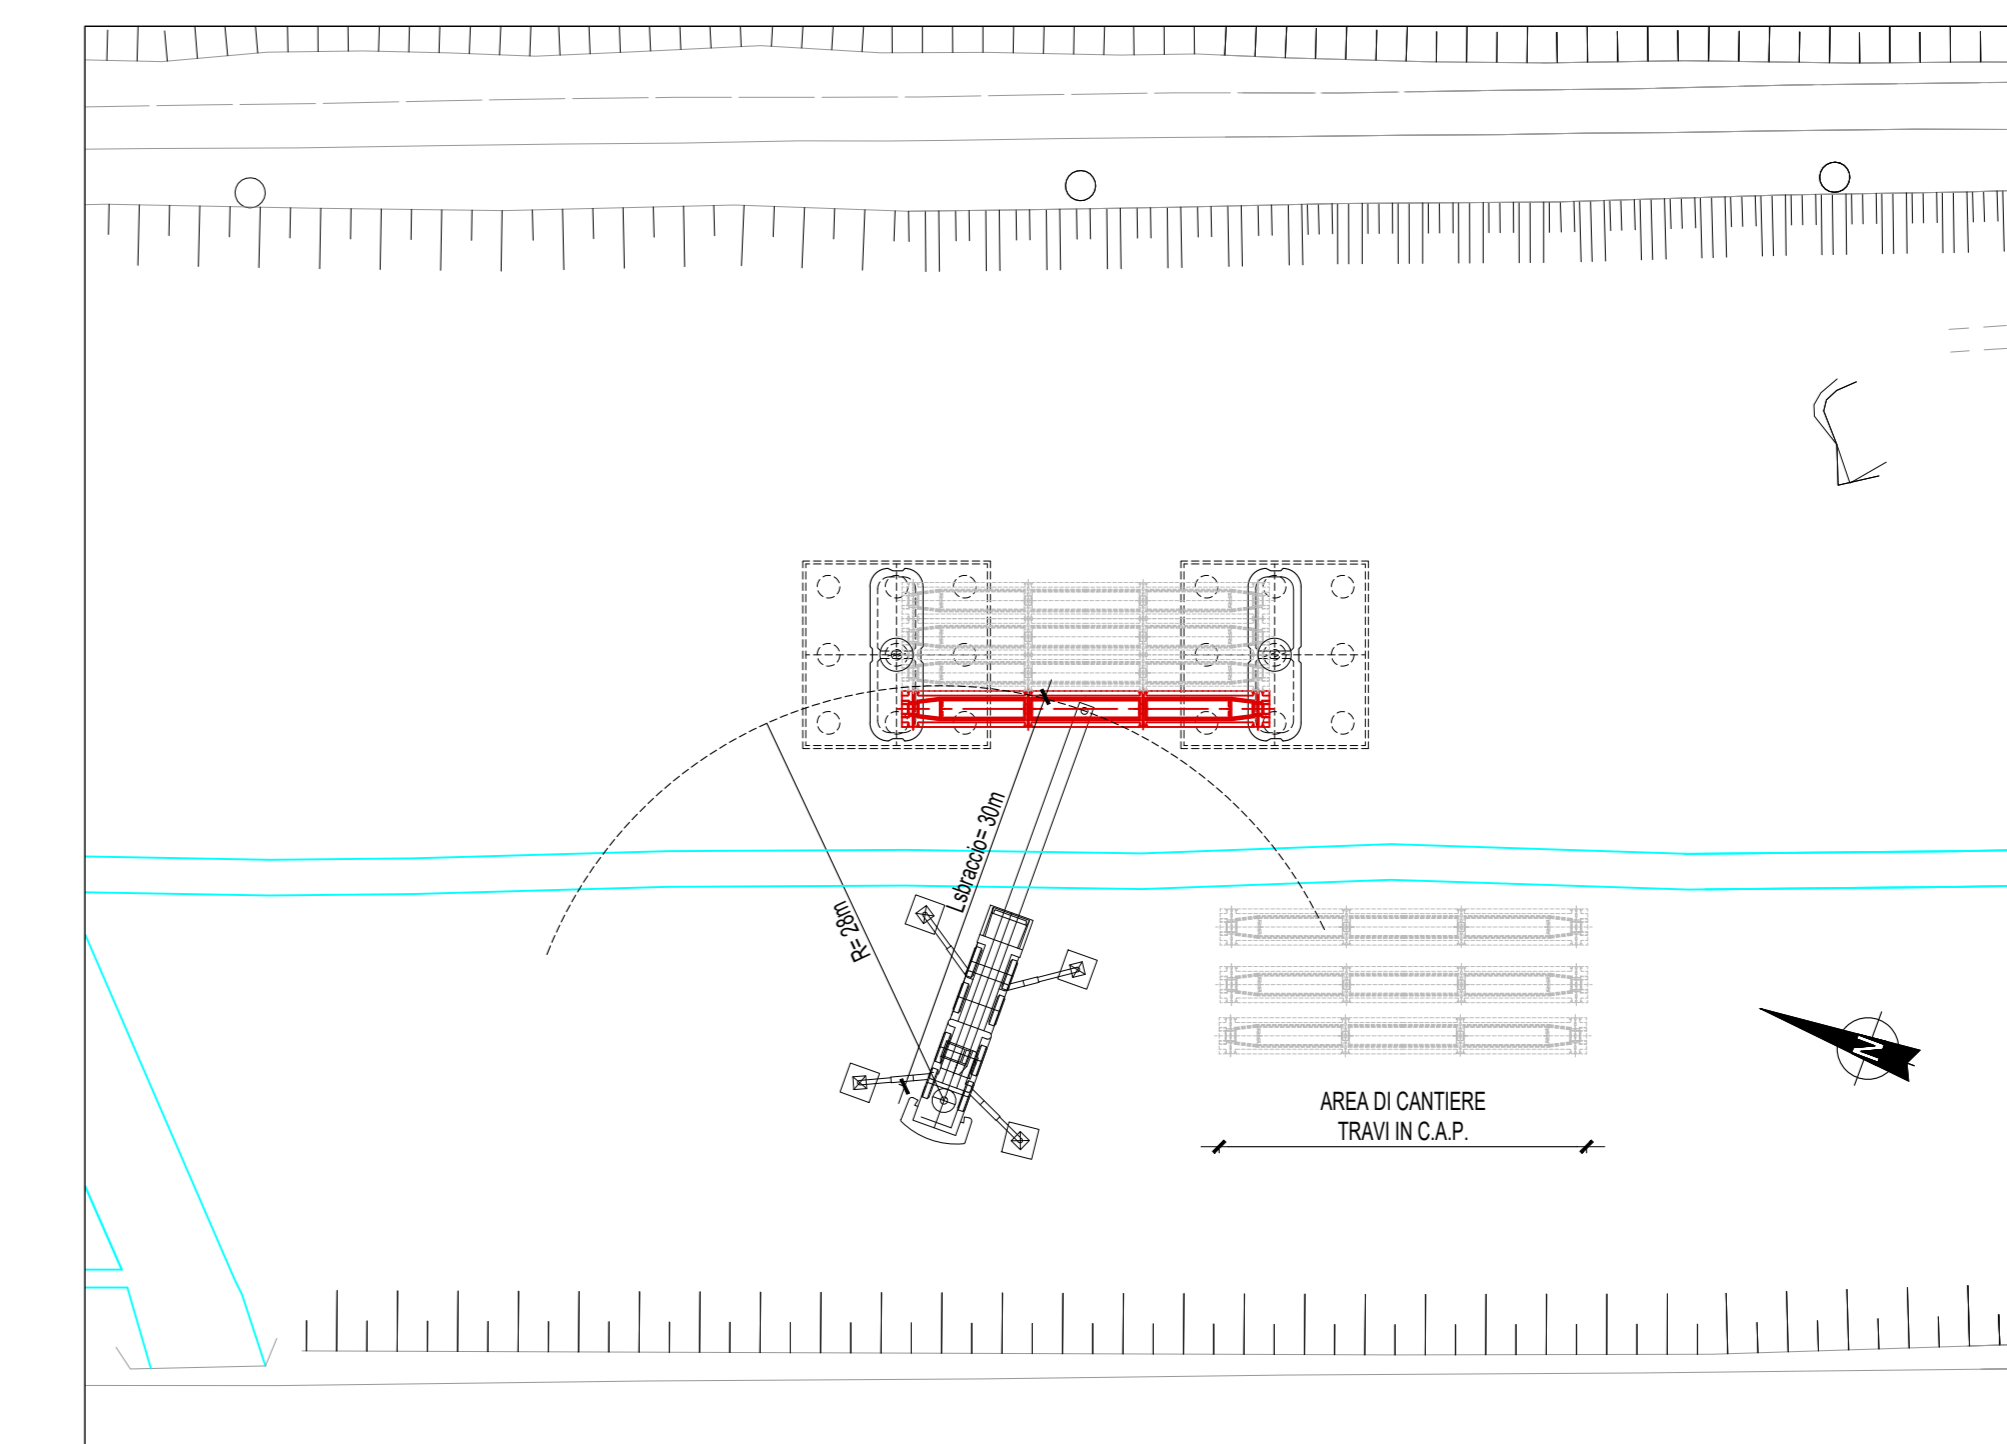 Lsbraccio= 30m
R= 28m
AREA DI CANTIERE
TRAVI IN C.A.P.
N